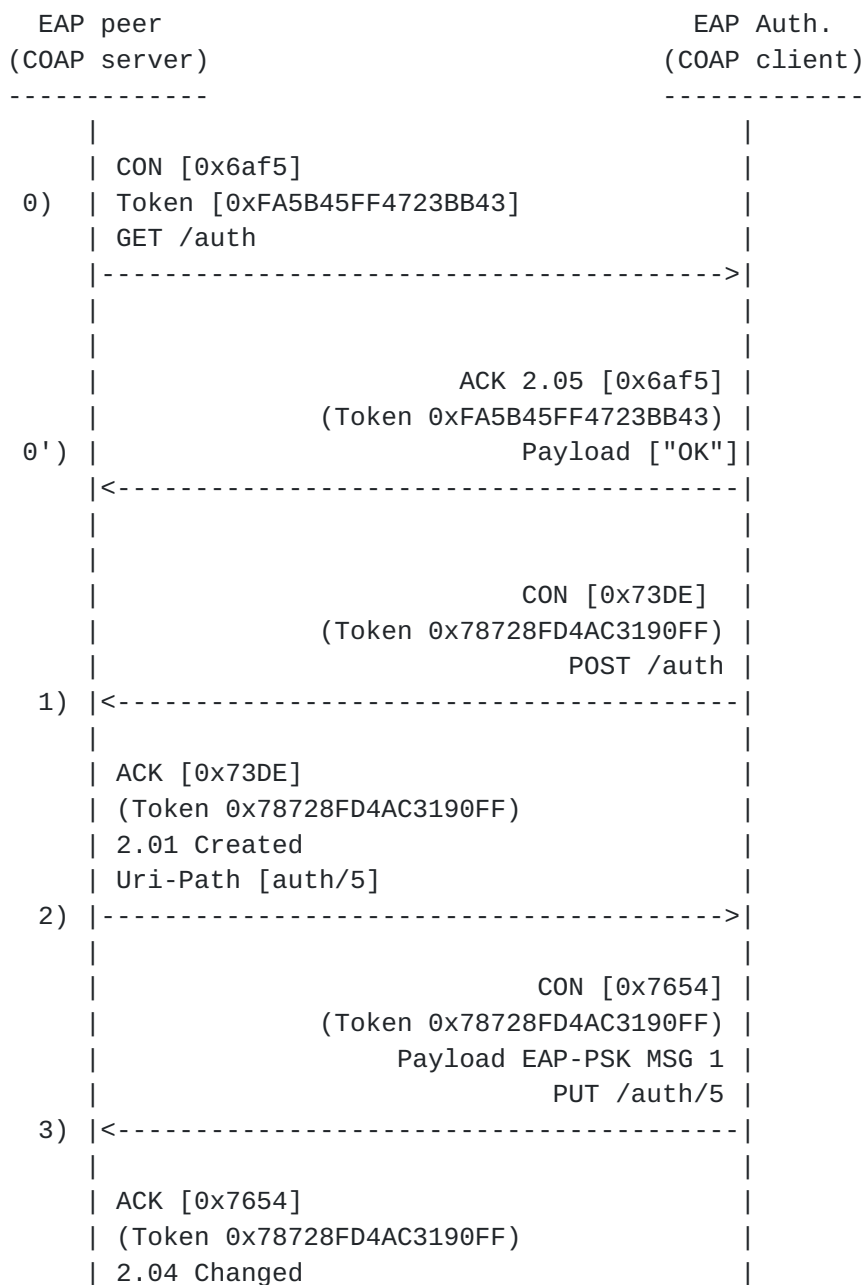 EAP peer EAP Auth.
(COAP server) (COAP client)
------------- -------------
| |
| CON [0x6af5] |
0) | Token [0xFA5B45FF4723BB43] |
| GET /auth |
|---------------------------------------->|
| |
| |
| ACK 2.05 [0x6af5] |
| (Token 0xFA5B45FF4723BB43) |
0') | Payload ["OK"]|
|<----------------------------------------|
| |
| |
| CON [0x73DE] |
| (Token 0x78728FD4AC3190FF) |
| POST /auth |
1) |<----------------------------------------|
| |
| ACK [0x73DE] |
| (Token 0x78728FD4AC3190FF) |
| 2.01 Created |
| Uri-Path [auth/5] |
2) |---------------------------------------->|
| |
| CON [0x7654] |
| (Token 0x78728FD4AC3190FF) |
| Payload EAP-PSK MSG 1 |
| PUT /auth/5 |
3) |<----------------------------------------|
| |
| ACK [0x7654] |
| (Token 0x78728FD4AC3190FF) |
| 2.04 Changed |